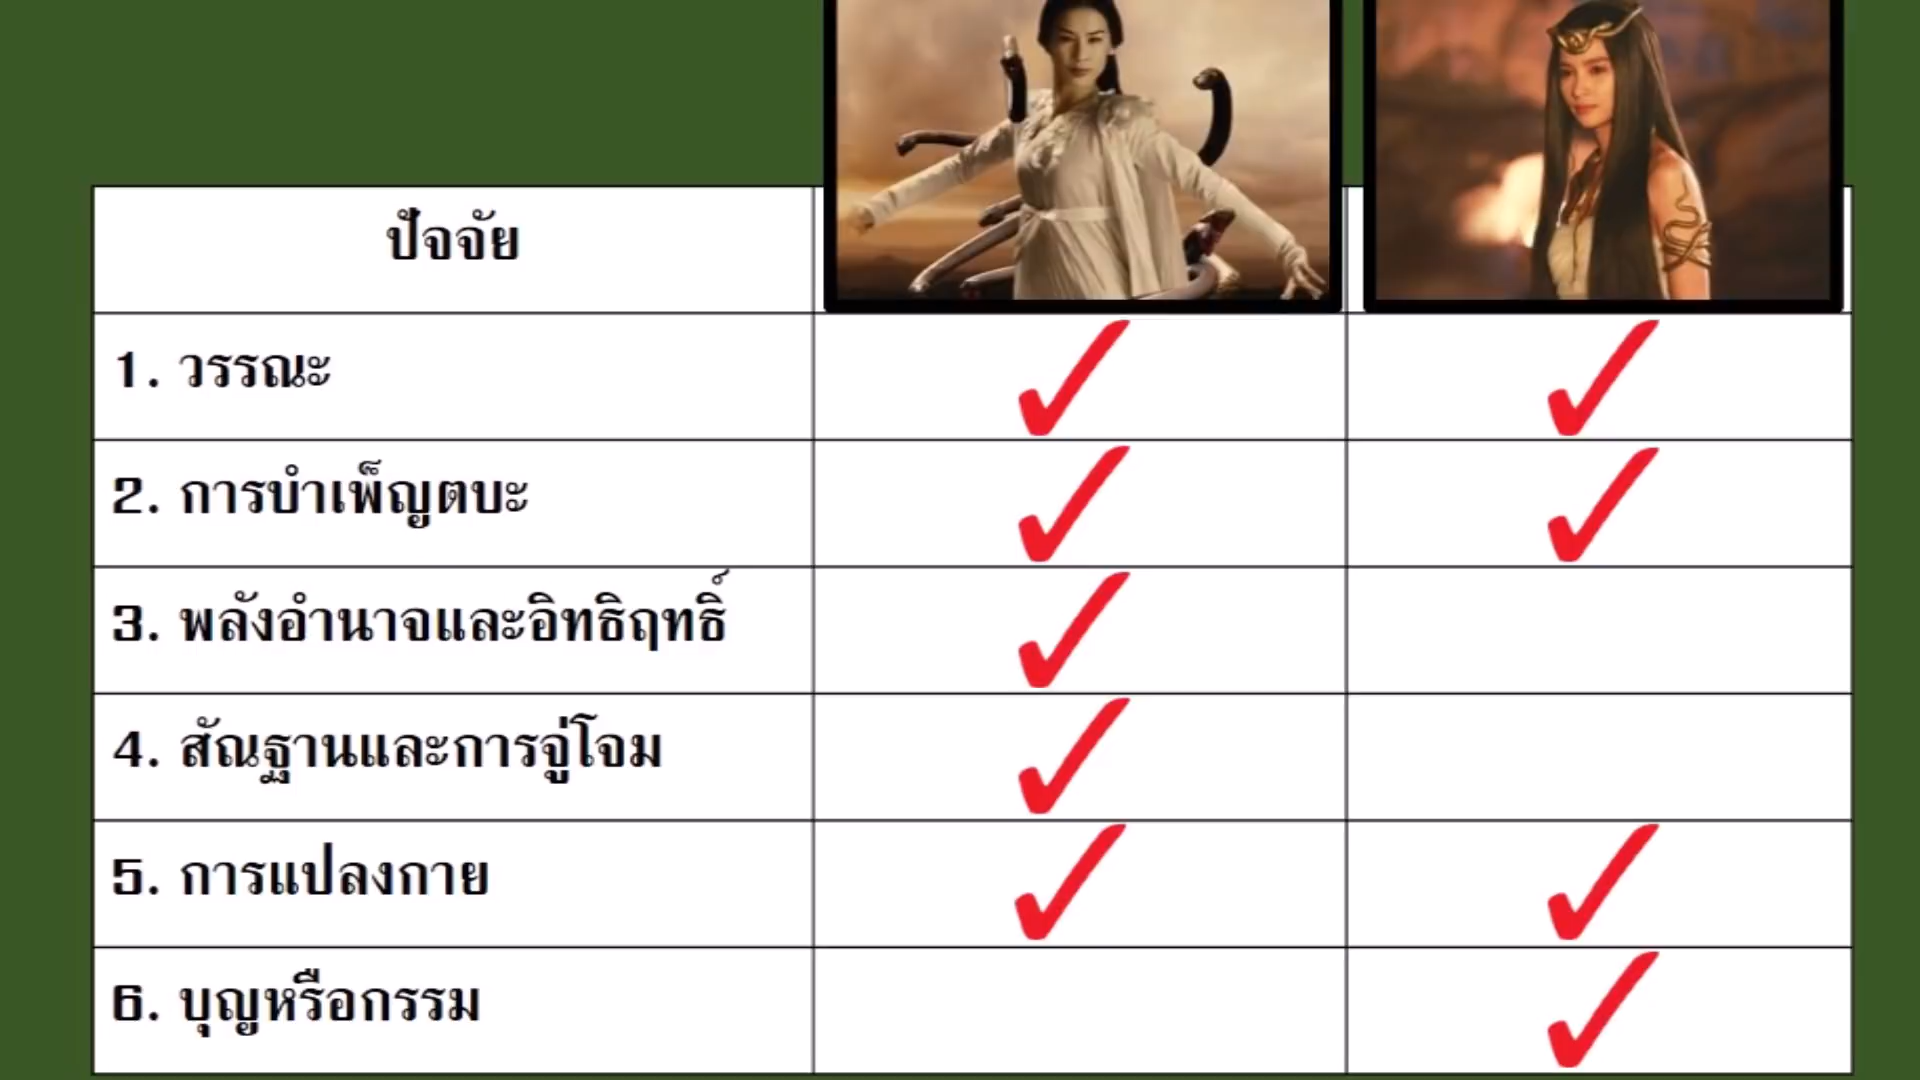 ปัจจัย
1. วรรณะ
2. การบำเพ็ญตบะ
3. พลังอำนาจและอิทธิฤทธิ์
4. สัณฐานและการจู่โจม
5. การแปลงกาย
6. บุญหรือกรรม